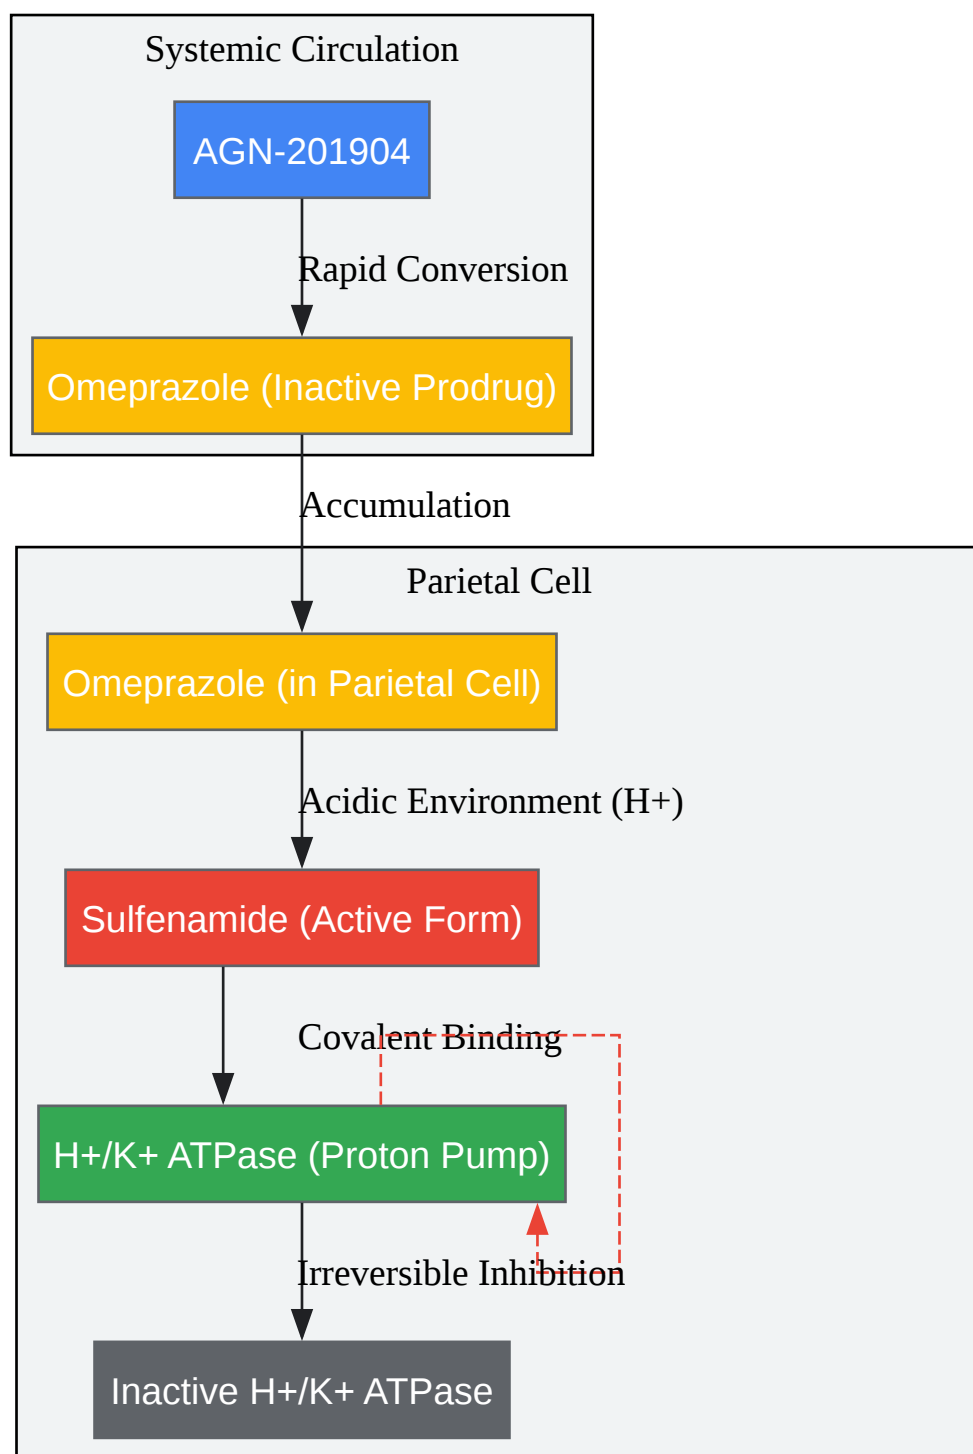 Systemic Circulation
AGN-201904
Rapid Conversion
Omeprazole (Inactive Prodrug)
Accumulation
Parietal Cell
Omeprazole (in Parietal Cell)
Acidic Environment (H+)
Sulfenamide (Active Form)
Covalent Binding
H+/K+ ATPase (Proton Pump)
Irreversible Inhibition
Inactive H+/K+ ATPase